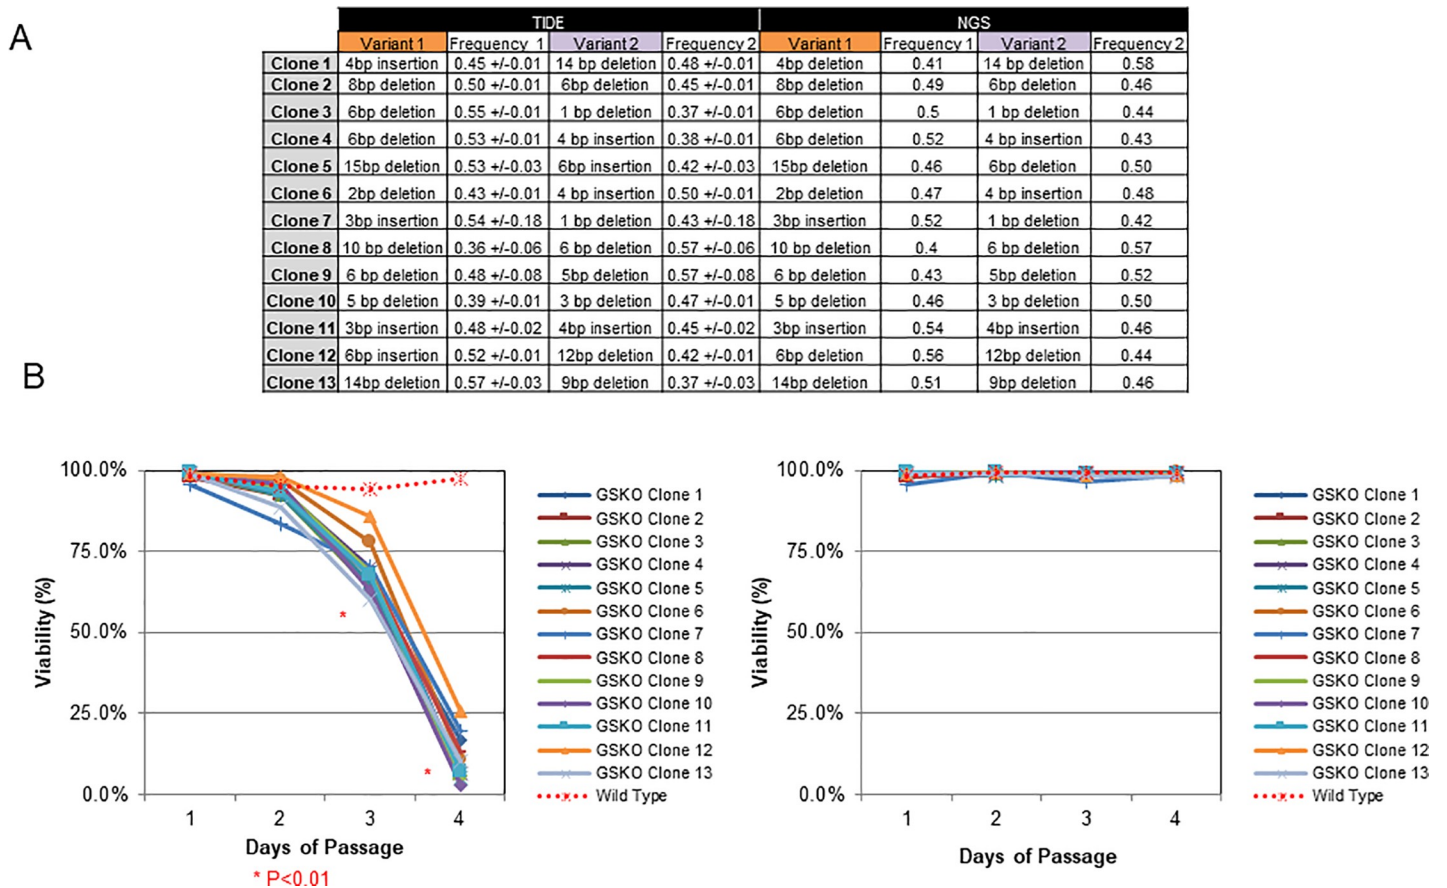 A
TIDE NGS
Variant 1 Frequency 1 Variant 2 Frequency 2 Variant 1 Frequency 1 Variant 2 Frequency 2
Clone 1 4bp insertion 0.45 +/-0.01 14 bp deletion 0.48 +/-0.01 4bp deletion 0.41 14 bp deletion 0.58
Clone 2 8bp deletion 0.50 +/-0.01 6bp deletion 0.45 +/-0.01 8bp deletion 0.49 6bp deletion 0.46
Clone 3 6bp deletion 0.55 +/-0.01 1 bp deletion 0.37 +/-0.01 6bp deletion 0.5 1 bp deletion 0.44
Clone 4 6bp deletion 0.53 +/-0.01 4 bp insertion 0.38 +/-0.01 6bp deletion 0.52 4 bp insertion 0.43
Clone 5 15bp deletion 0.53 +/-0.03 6bp insertion 0.42 +/-0.03 15bp deletion 0.46 6bp deletion 0.50
Clone 6 2bp deletion 0.43 +/-0.01 4 bp insertion 0.50 +/-0.01 2bp deletion 0.47 4 bp insertion 0.48
Clone 7 3bp insertion 0.54 +/-0.18 1 bp deletion 0.43 +/-0.18 3bp insertion 0.52 1 bp deletion 0.42
Clone 8 10 bp deletion 0.36 +/-0.06 6 bp deletion 0.57 +/-0.06 10 bp deletion 0.4 6 bp deletion 0.57
Clone 9 6 bp deletion 0.48 +/-0.08 5bp deletion 0.57 +/-0.08 6 bp deletion 0.43 5bp deletion 0.52
Clone 10 5 bp deletion 0.39 +/-0.01 3 bp deletion 0.47 +/-0.01 5 bp deletion 0.46 3 bp deletion 0.50
Clone 11 3bp insertion 0.48 +/-0.02 4bp insertion 0.45 +/-0.02 3bp insertion 0.54 4bp insertion 0.46
Clone 12 6bp insertion 0.52 +/-0.01 12bp deletion 0.42 +/-0.01 6bp deletion 0.56 12bp deletion 0.44
Clone 13 14bp deletion 0.57 +/-0.03 9bp deletion 0.37 +/-0.03 14bp deletion 0.51 9bp deletion 0.46
B
Viability (%)
100.0%
75.0%
50.0%
25.0%
0.0%
*
*
1 2 3 4
Days of Passage
* P<0.01
GSKO Clone 1
GSKO Clone 2
GSKO Clone 3
GSKO Clone 4
GSKO Clone 5
GSKO Clone 6
GSKO Clone 7
GSKO Clone 8
GSKO Clone 9
GSKO Clone 10
GSKO Clone 11
GSKO Clone 12
GSKO Clone 13
Wild Type
Viability (%)
100.0%
75.0%
50.0%
25.0%
0.0%
1 2 3 4
Days of Passage
GSKO Clone 1
GSKO Clone 2
GSKO Clone 3
GSKO Clone 4
GSKO Clone 5
GSKO Clone 6
GSKO Clone 7
GSKO Clone 8
GSKO Clone 9
GSKO Clone 10
GSKO Clone 11
GSKO Clone 12
GSKO Clone 13
Wild Type